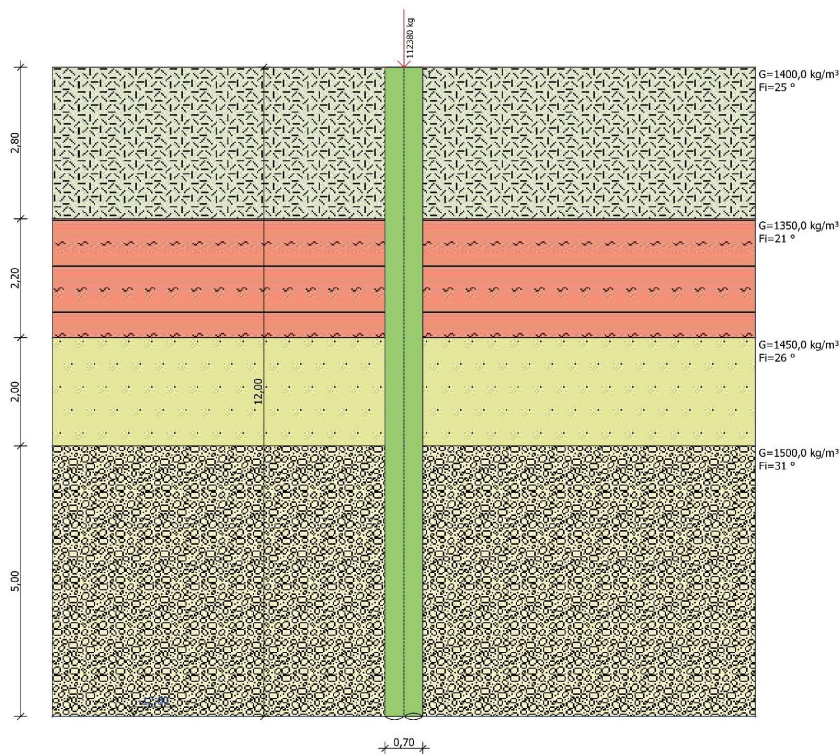 112380 kg
G=1400,0 kg/m³
Fi=25 °
2,80
G=1350,0 kg/m³
Fi=21 °
2,20
G=1450,0 kg/m³
Fi=26 °
2,00
12,00
G=1500,0 kg/m³
Fi=31 °
5,00
0,70